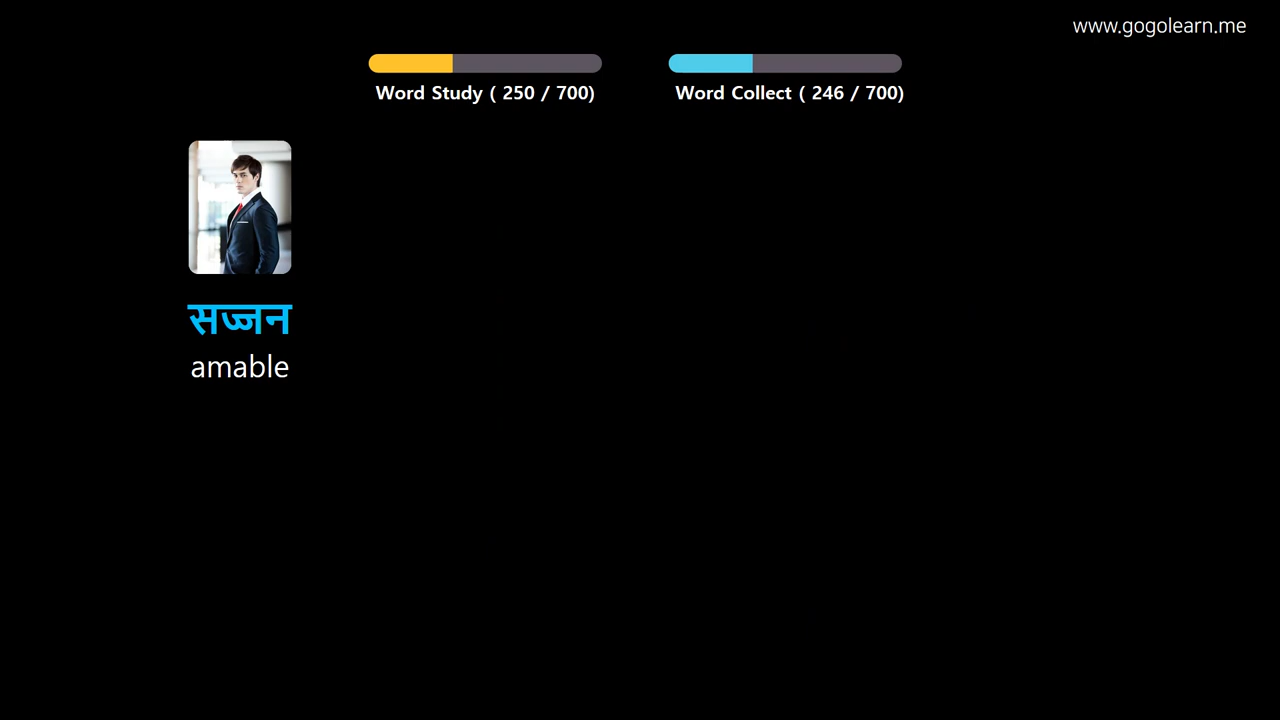 www.gogolearn.me
Word Study ( 250 / 700)
Word Collect ( 246 / 700)
सज्जन
amable